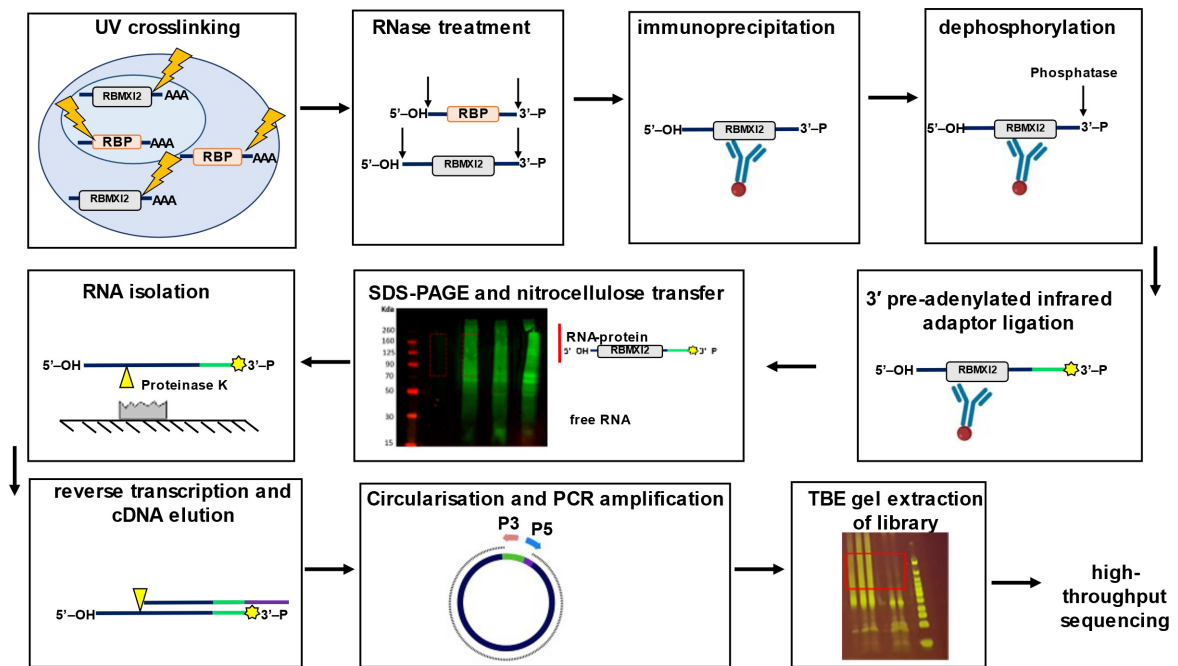 UV crosslinking
RBMXl2
AAA
RBP
AAA
RBP
AAA
RBMXl2
AAA
RNase treatment
5’–OH
RBP
3’–P
5’–OH
RBMXl2
3’–P
immunoprecipitation
5’–OH
RBMXl2
3’–P
dephosphorylation
Phosphatase
5’–OH
RBMXl2
3’–P
RNA isolation
5’–OH
3’–P
Proteinase K
SDS-PAGE and nitrocellulose transfer
Kda
260
160
125
90
70
50
30
15
RNA-protein
5' OH
RBMXl2
3' P
free RNA
3’ pre-adenylated infrared
adaptor ligation
5’–OH
RBMXl2
3’–P
reverse transcription and
cDNA elution
5’–OH
3’–P
Circularisation and PCR amplification
P3
P5
TBE gel extraction
of library
high-
throughput
sequencing